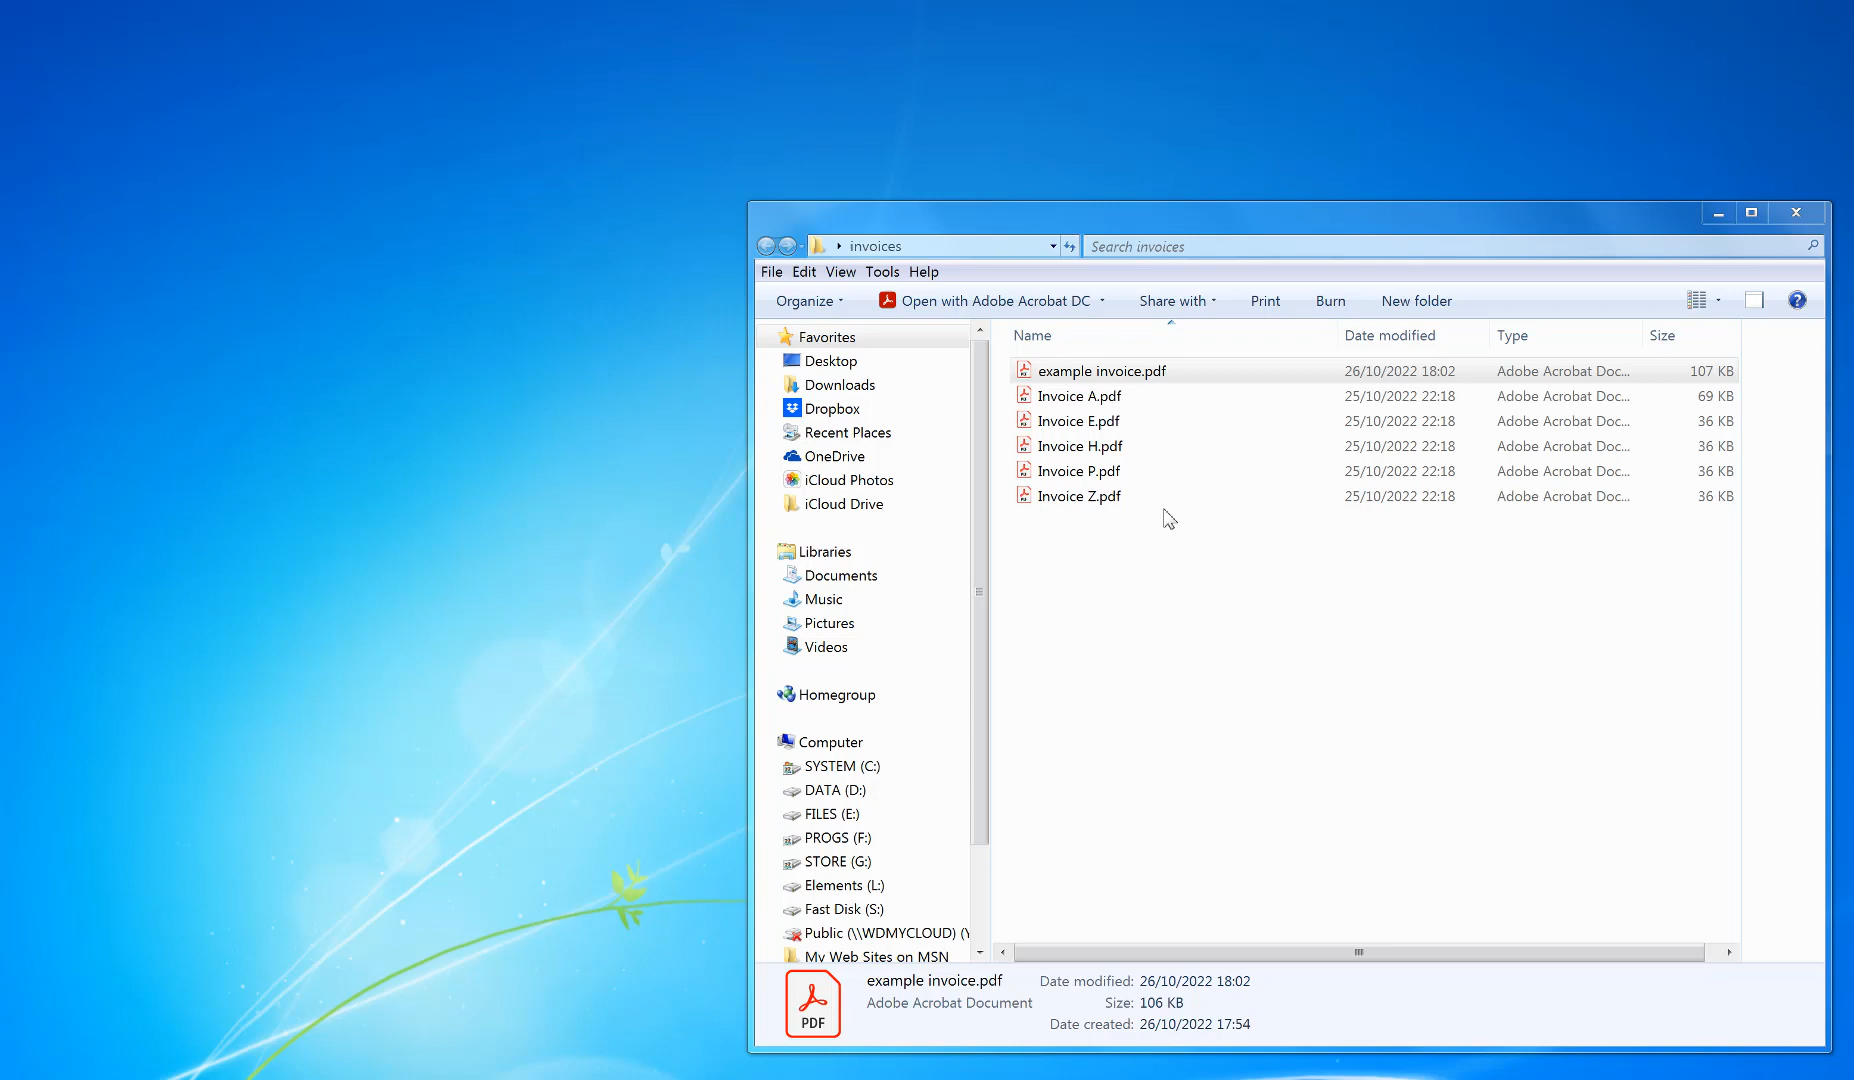 invoices
Search invoices
File Edit View Tools Help
Organize Open with Adobe Acrobat DC Share with Print Burn New folder
Name Date modified Type Size
Favorites
Desktop
Downloads
Dropbox
Recent Places
OneDrive
iCloud Photos
iCloud Drive
Libraries
Documents
Music
Pictures
Videos
Homegroup
Computer
SYSTEM (C:)
DATA (D:)
FILES (E:)
PROGS (F:)
STORE (G:)
Elements (L:)
Fast Disk (S:)
Public (\\WDMYCLOUD) (Y
My Web Sites on MSN
example invoice.pdf 26/10/2022 18:02 Adobe Acrobat Doc... 107 KB
Invoice A.pdf 25/10/2022 22:18 Adobe Acrobat Doc... 69 KB
Invoice E.pdf 25/10/2022 22:18 Adobe Acrobat Doc... 36 KB
Invoice H.pdf 25/10/2022 22:18 Adobe Acrobat Doc... 36 KB
Invoice P.pdf 25/10/2022 22:18 Adobe Acrobat Doc... 36 KB
Invoice Z.pdf 25/10/2022 22:18 Adobe Acrobat Doc... 36 KB
PDF
example invoice.pdf Date modified: 26/10/2022 18:02
Adobe Acrobat Document Size: 106 KB
Date created: 26/10/2022 17:54